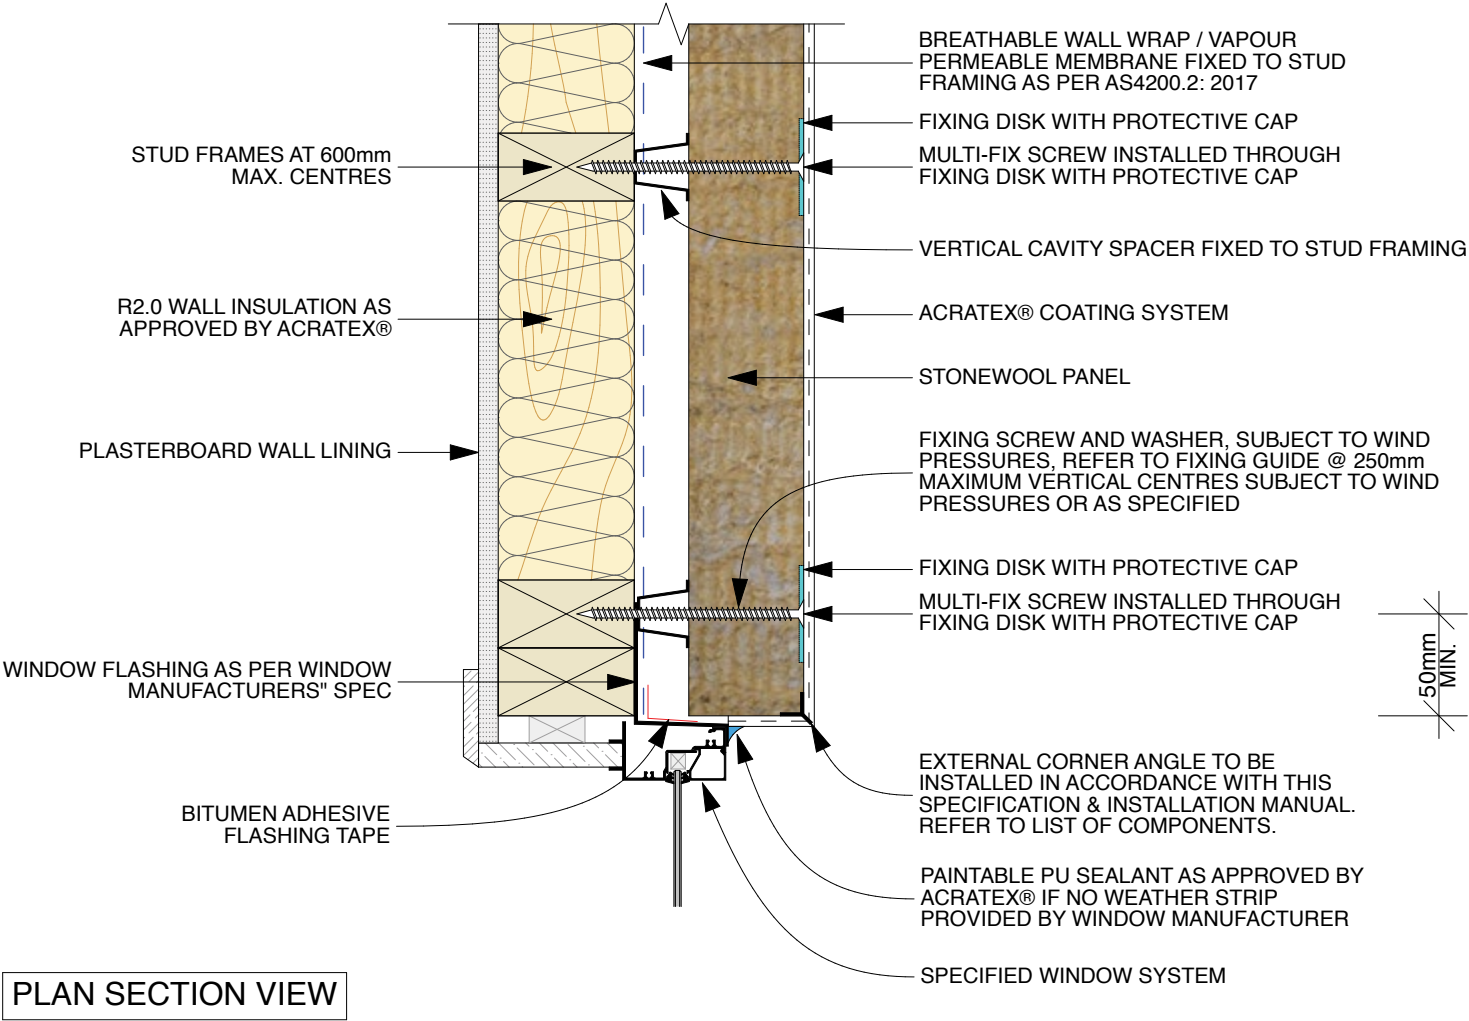 BREATHABLE WALL WRAP / VAPOUR
PERMEABLE MEMBRANE FIXED TO STUD
FRAMING AS PER AS4200.2: 2017
FIXING DISK WITH PROTECTIVE CAP
MULTI-FIX SCREW INSTALLED THROUGH
FIXING DISK WITH PROTECTIVE CAP
VERTICAL CAVITY SPACER FIXED TO STUD FRAMING
ACRATEX® COATING SYSTEM
STONEWOOL PANEL
FIXING SCREW AND WASHER, SUBJECT TO WIND
PRESSURES, REFER TO FIXING GUIDE @ 250mm
MAXIMUM VERTICAL CENTRES SUBJECT TO WIND
PRESSURES OR AS SPECIFIED
FIXING DISK WITH PROTECTIVE CAP
MULTI-FIX SCREW INSTALLED THROUGH
FIXING DISK WITH PROTECTIVE CAP
50mm
MIN.
EXTERNAL CORNER ANGLE TO BE
INSTALLED IN ACCORDANCE WITH THIS
SPECIFICATION & INSTALLATION MANUAL.
REFER TO LIST OF COMPONENTS.
PAINTABLE PU SEALANT AS APPROVED BY
ACRATEX® IF NO WEATHER STRIP
PROVIDED BY WINDOW MANUFACTURER
SPECIFIED WINDOW SYSTEM
STUD FRAMES AT 600mm
MAX. CENTRES
R2.0 WALL INSULATION AS
APPROVED BY ACRATEX®
PLASTERBOARD WALL LINING
WINDOW FLASHING AS PER WINDOW
MANUFACTURERS" SPEC
BITUMEN ADHESIVE
FLASHING TAPE
PLAN SECTION VIEW